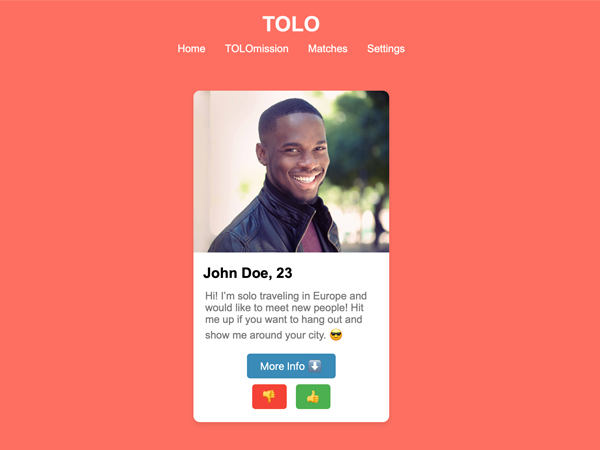 TOLO
Home TOLOmission Matches Settings
John Doe, 23
Hi! I'm solo traveling in Europe and
would like to meet new people! Hit
me up if you want to hang out and
show me around your city. 😎
More Info ⬇️
👎 👍